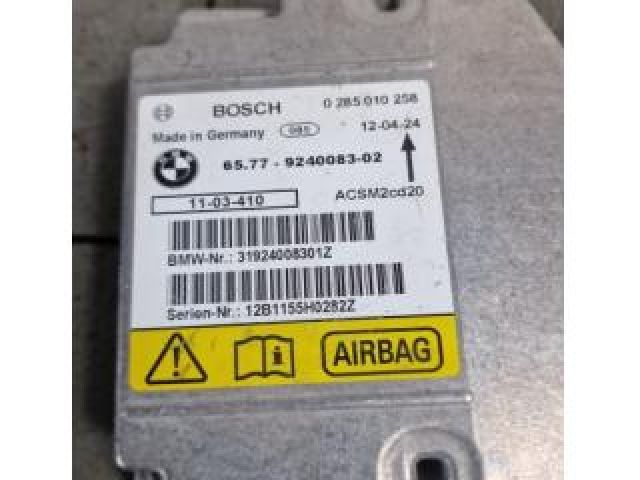 BOSCH 0 285 010 258
Made in Germany 12-04-24
65.77 - 9240083-02
11-03-410 ACSM2cd20
BMW-Nr.: 31924008301Z
Serien-Nr.: 12B1155H0282Z
AIRBAG